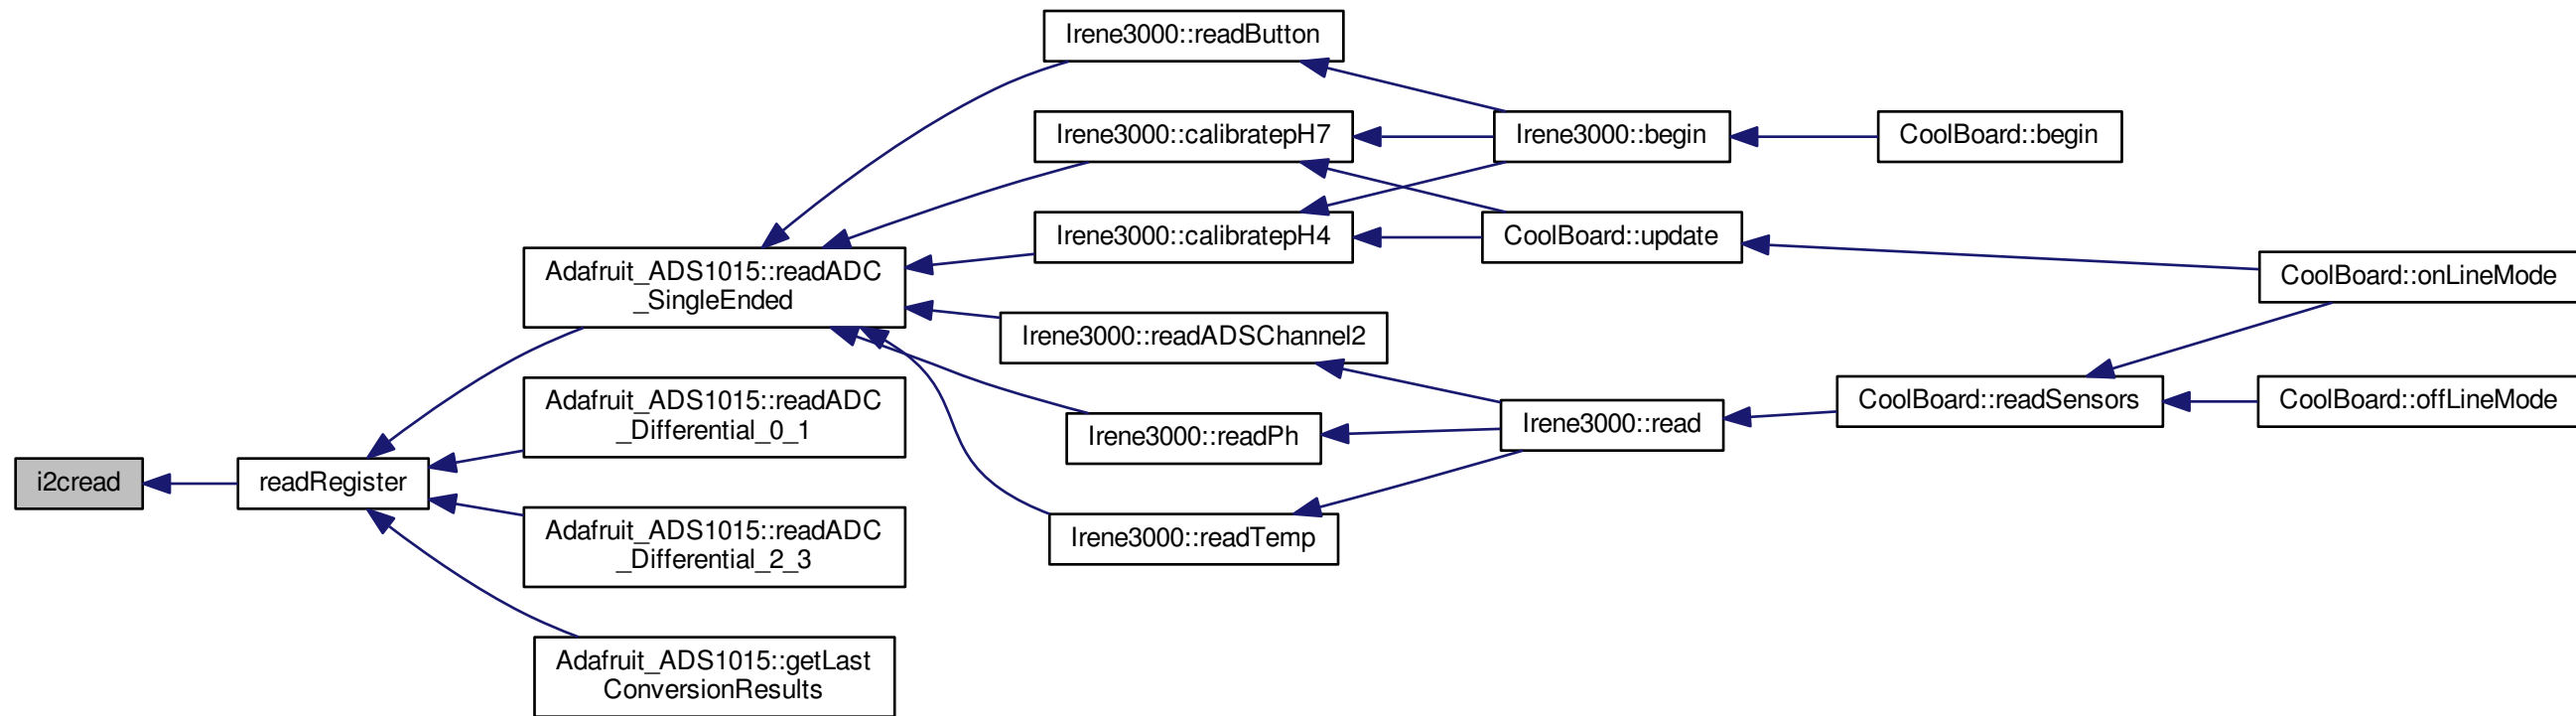 Irene3000::readButton
Irene3000::calibratepH7
Irene3000::begin
CoolBoard::begin
Irene3000::calibratepH4
CoolBoard::update
Adafruit_ADS1015::readADC
_SingleEnded
CoolBoard::onLineMode
Irene3000::readADSChannel2
Adafruit_ADS1015::readADC
_Differential_0_1
CoolBoard::readSensors
CoolBoard::offLineMode
Irene3000::read
Irene3000::readPh
i2cread
readRegister
Adafruit_ADS1015::readADC
_Differential_2_3
Irene3000::readTemp
Adafruit_ADS1015::getLast
ConversionResults